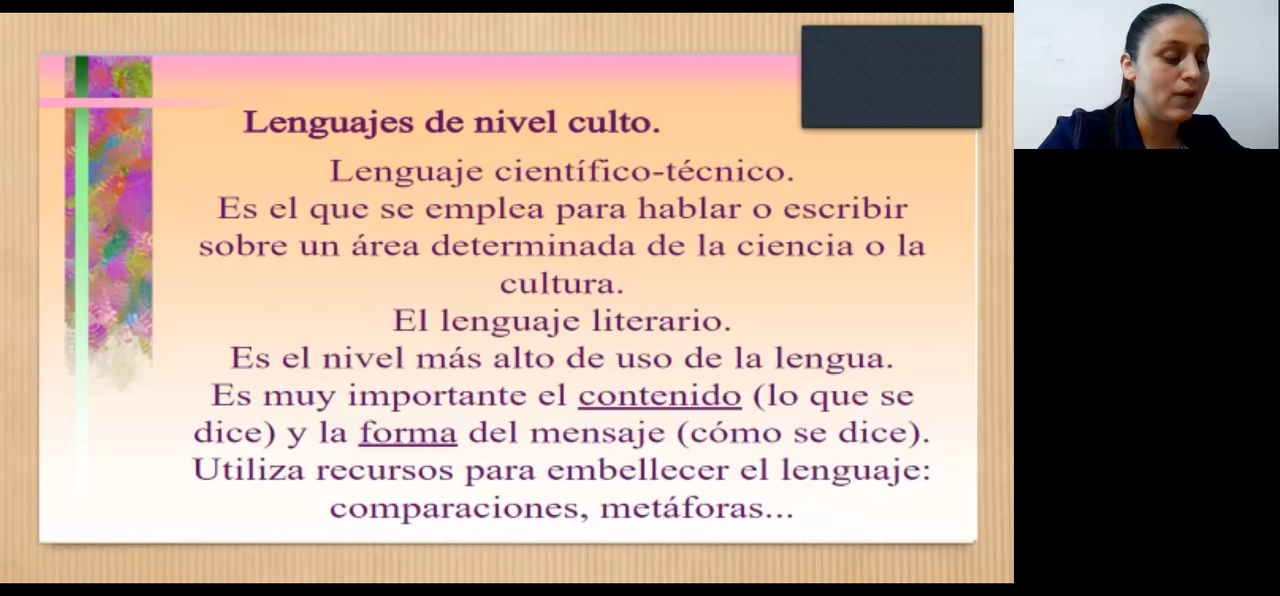 Lenguajes de nivel culto.
Lenguaje científico-técnico.
Es el que se emplea para hablar o escribir
sobre un área determinada de la ciencia o la
cultura.
El lenguaje literario.
Es el nivel más alto de uso de la lengua.
Es muy importante el contenido (lo que se
dice) y la forma del mensaje (cómo se dice).
Utiliza recursos para embellecer el lenguaje:
comparaciones, metáforas...